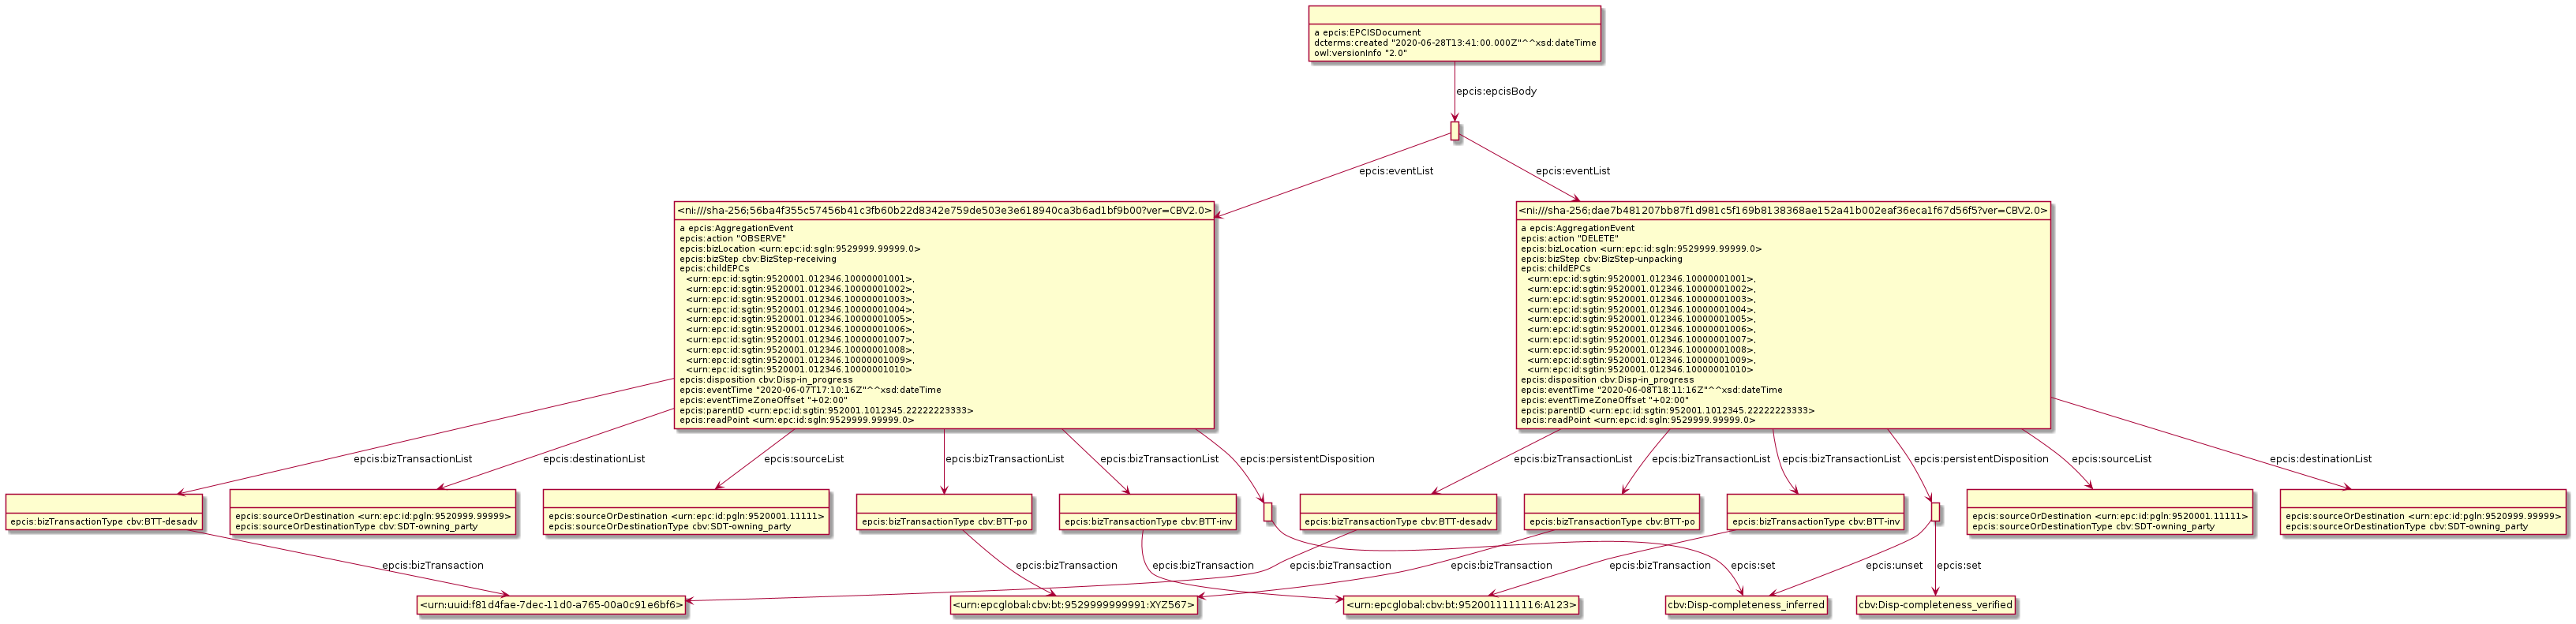 a epcis:EPCISDocument
dcterms:created "2020-06-28T13:41:00.000Z"^^xsd:dateTime
owl:versionInfo "2.0"
epcis:epcisBody
epcis:eventList
epcis:eventList
<ni:///sha-256;56ba4f355c57456b41c3fb60b22d8342e759de503e3e618940ca3b6ad1bf9b00?ver=CBV2.0>
a epcis:AggregationEvent
epcis:action "OBSERVE"
epcis:bizLocation <urn:epc:id:sgln:9529999.99999.0>
epcis:bizStep cbv:BizStep-receiving
epcis:childEPCs
<urn:epc:id:sgtin:9520001.012346.10000001001>,
<urn:epc:id:sgtin:9520001.012346.10000001002>,
<urn:epc:id:sgtin:9520001.012346.10000001003>,
<urn:epc:id:sgtin:9520001.012346.10000001004>,
<urn:epc:id:sgtin:9520001.012346.10000001005>,
<urn:epc:id:sgtin:9520001.012346.10000001006>,
<urn:epc:id:sgtin:9520001.012346.10000001007>,
<urn:epc:id:sgtin:9520001.012346.10000001008>,
<urn:epc:id:sgtin:9520001.012346.10000001009>,
<urn:epc:id:sgtin:9520001.012346.10000001010>
epcis:disposition cbv:Disp-in_progress
epcis:eventTime "2020-06-07T17:10:16Z"^^xsd:dateTime
epcis:eventTimeZoneOffset "+02:00"
epcis:parentID <urn:epc:id:sgtin:952001.1012345.22222223333>
epcis:readPoint <urn:epc:id:sgln:9529999.99999.0>
<ni:///sha-256;dae7b481207bb87f1d981c5f169b8138368ae152a41b002eaf36eca1f67d56f5?ver=CBV2.0>
a epcis:AggregationEvent
epcis:action "DELETE"
epcis:bizLocation <urn:epc:id:sgln:9529999.99999.0>
epcis:bizStep cbv:BizStep-unpacking
epcis:childEPCs
<urn:epc:id:sgtin:9520001.012346.10000001001>,
<urn:epc:id:sgtin:9520001.012346.10000001002>,
<urn:epc:id:sgtin:9520001.012346.10000001003>,
<urn:epc:id:sgtin:9520001.012346.10000001004>,
<urn:epc:id:sgtin:9520001.012346.10000001005>,
<urn:epc:id:sgtin:9520001.012346.10000001006>,
<urn:epc:id:sgtin:9520001.012346.10000001007>,
<urn:epc:id:sgtin:9520001.012346.10000001008>,
<urn:epc:id:sgtin:9520001.012346.10000001009>,
<urn:epc:id:sgtin:9520001.012346.10000001010>
epcis:disposition cbv:Disp-in_progress
epcis:eventTime "2020-06-08T18:11:16Z"^^xsd:dateTime
epcis:eventTimeZoneOffset "+02:00"
epcis:parentID <urn:epc:id:sgtin:952001.1012345.22222223333>
epcis:readPoint <urn:epc:id:sgln:9529999.99999.0>
epcis:bizTransactionList
epcis:destinationList
epcis:sourceList
epcis:bizTransactionList
epcis:bizTransactionList
epcis:persistentDisposition
epcis:bizTransactionList
epcis:bizTransactionList
epcis:bizTransactionList
epcis:persistentDisposition
epcis:sourceList
epcis:destinationList
epcis:bizTransactionType cbv:BTT-desadv
epcis:sourceOrDestination <urn:epc:id:pgln:9520999.99999>
epcis:sourceOrDestinationType cbv:SDT-owning_party
epcis:sourceOrDestination <urn:epc:id:pgln:9520001.11111>
epcis:sourceOrDestinationType cbv:SDT-owning_party
epcis:bizTransactionType cbv:BTT-po
epcis:bizTransactionType cbv:BTT-inv
epcis:bizTransactionType cbv:BTT-desadv
epcis:bizTransactionType cbv:BTT-po
epcis:bizTransactionType cbv:BTT-inv
epcis:sourceOrDestination <urn:epc:id:pgln:9520001.11111>
epcis:sourceOrDestinationType cbv:SDT-owning_party
epcis:sourceOrDestination <urn:epc:id:pgln:9520999.99999>
epcis:sourceOrDestinationType cbv:SDT-owning_party
epcis:bizTransaction
epcis:bizTransaction
epcis:bizTransaction
epcis:bizTransaction
epcis:bizTransaction
epcis:bizTransaction
epcis:set
epcis:unset
epcis:set
<urn:uuid:f81d4fae-7dec-11d0-a765-00a0c91e6bf6>
<urn:epcglobal:cbv:bt:9529999999991:XYZ567>
<urn:epcglobal:cbv:bt:9520011111116:A123>
cbv:Disp-completeness_inferred
cbv:Disp-completeness_verified